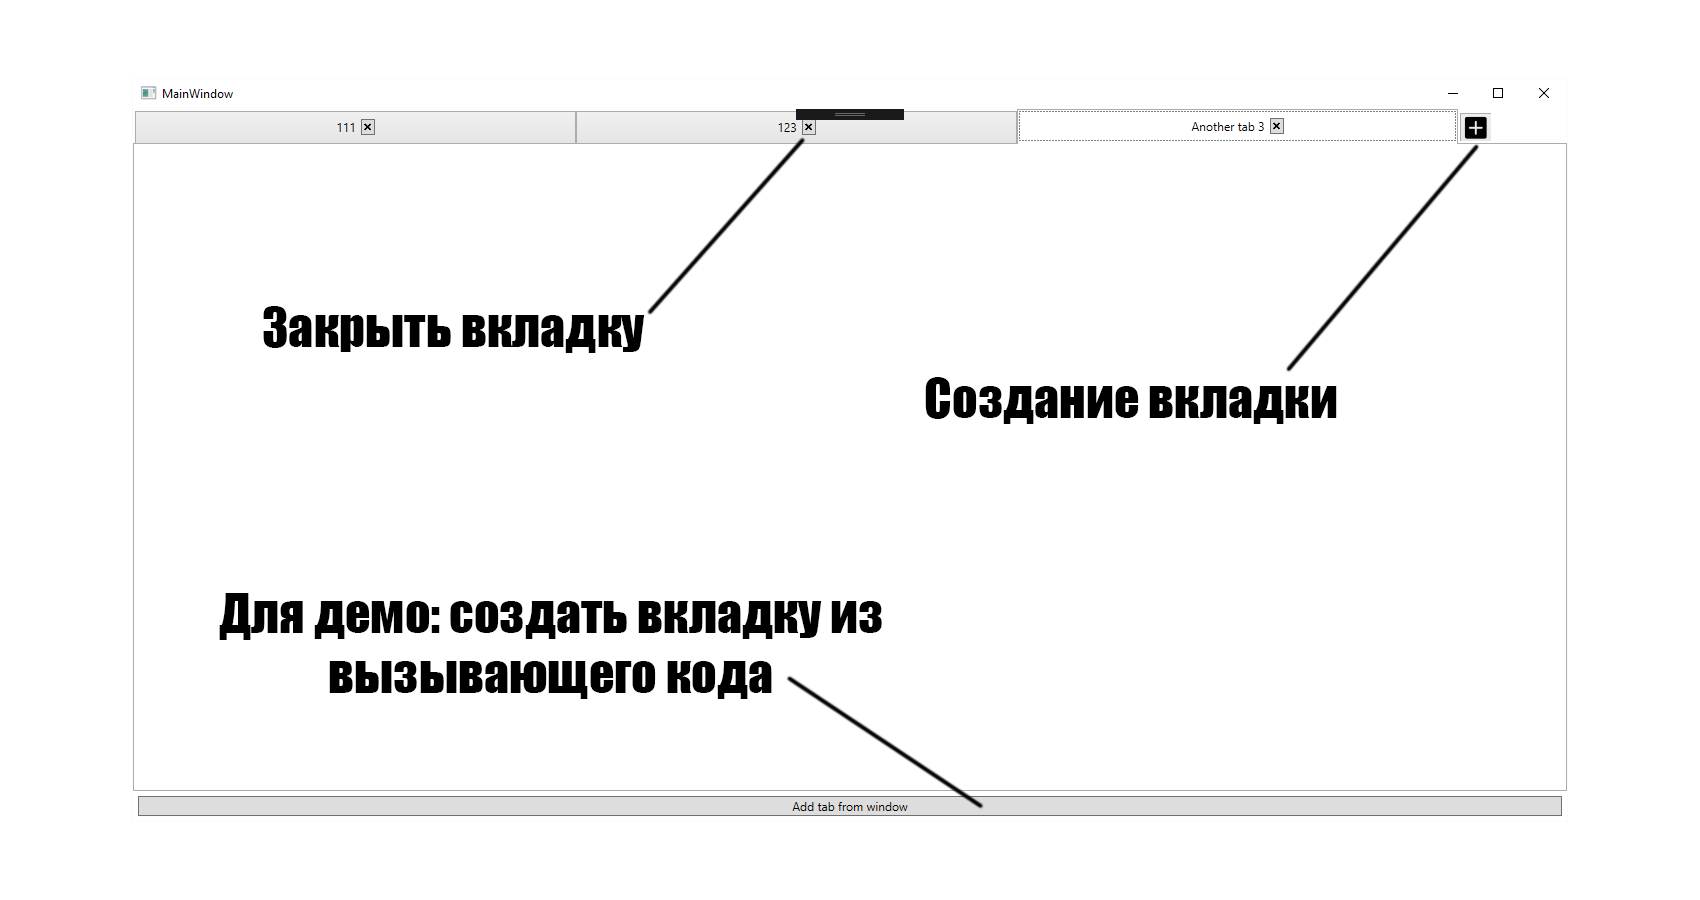 MainWindow
111
123
Another tab 3
Закрыть вкладку
Создание вкладки
Для демо: создать вкладку из
вызывающего кода
Add tab from window